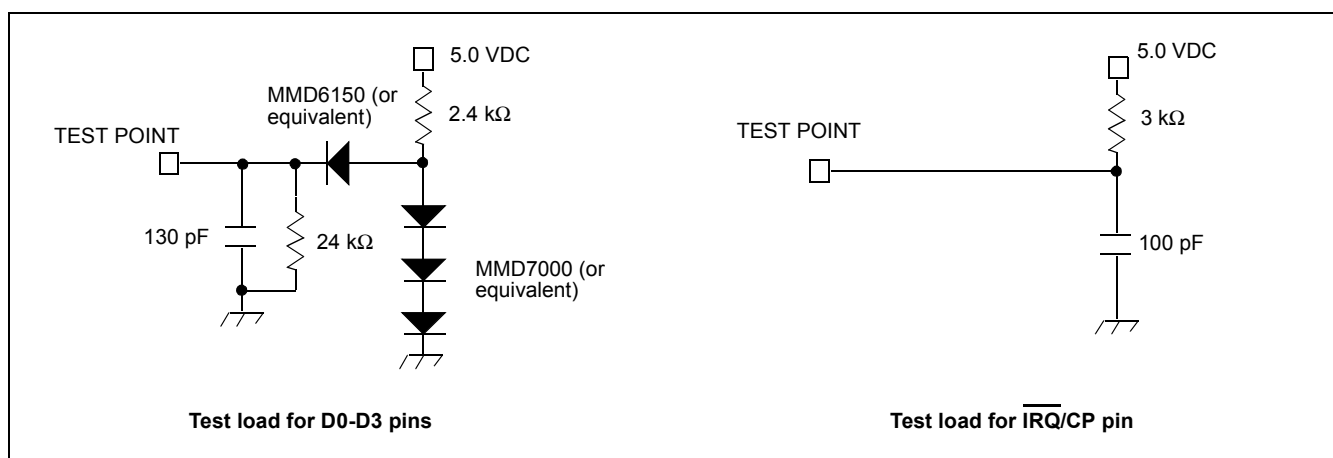 5.0 VDC
MMD6150 (or
equivalent)
2.4 kΩ
TEST POINT
130 pF
24 kΩ
MMD7000 (or
equivalent)
Test load for D0-D3 pins
5.0 VDC
3 kΩ
TEST POINT
100 pF
Test load for IRQ/CP pin